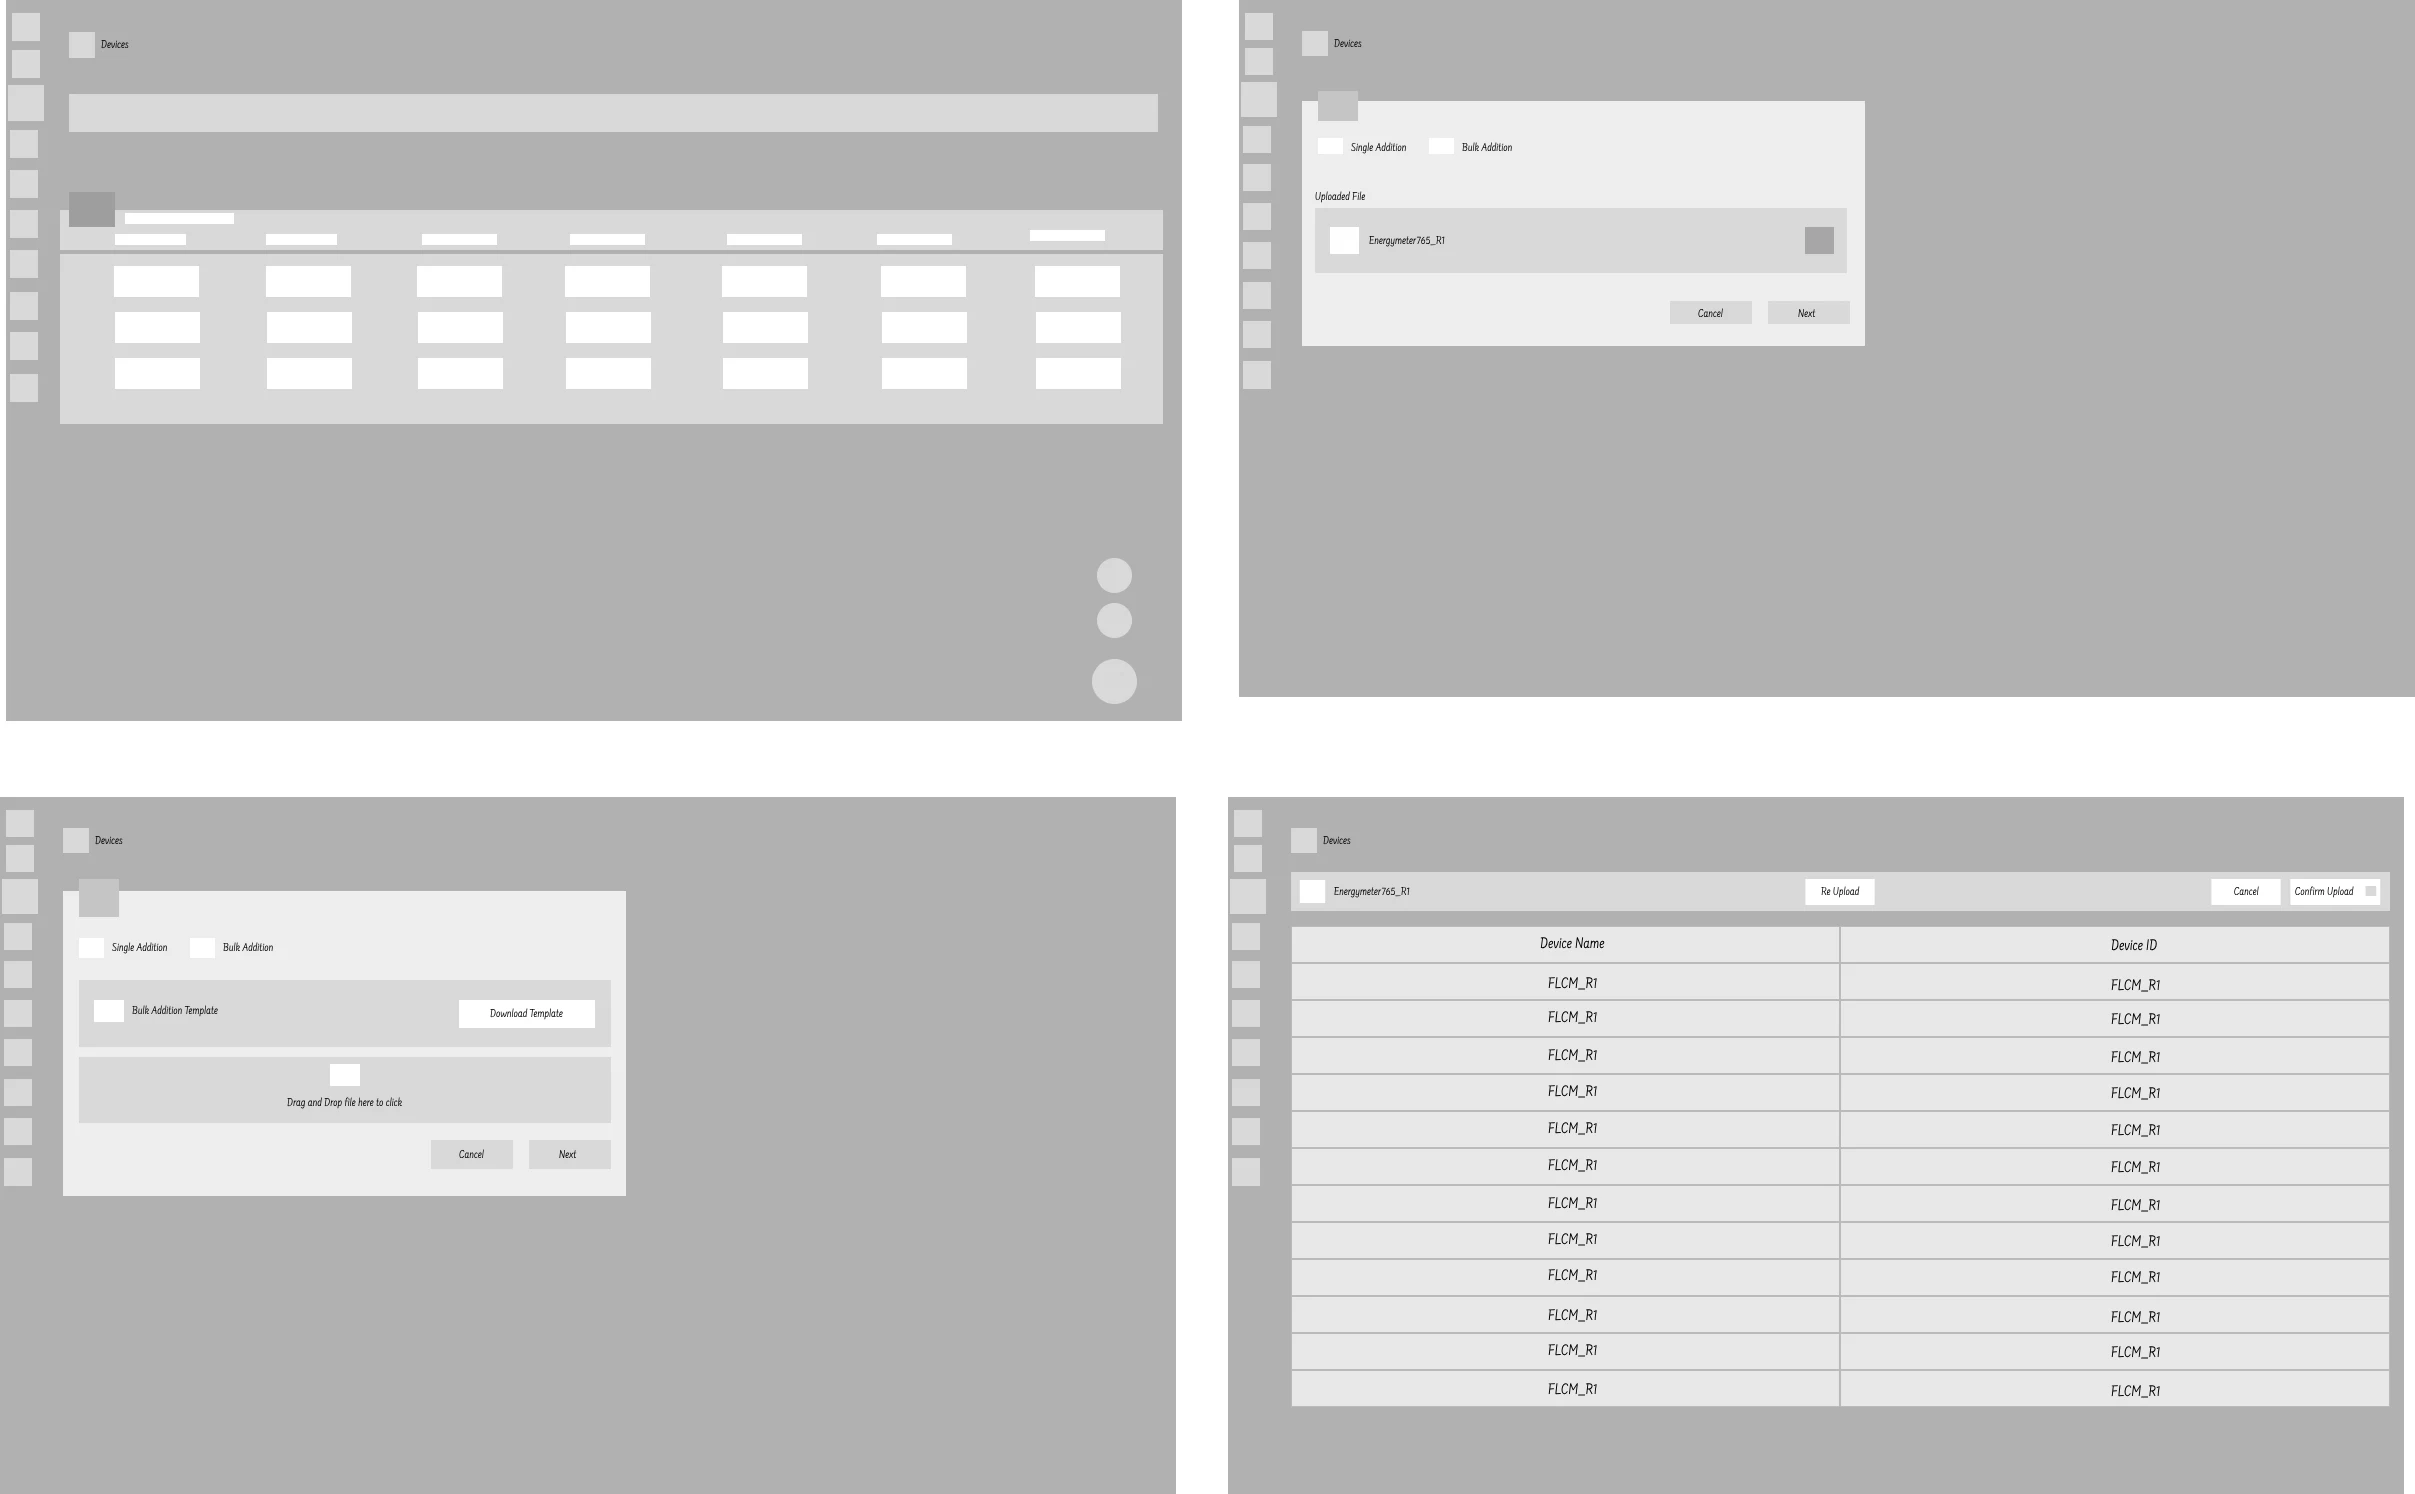 Devices
Devices
Single Addition Bulk Addition
Uploaded File
Energymeter765_R1
Cancel Next
Devices
Single Addition Bulk Addition
Bulk Addition Template Download Template
Drag and Drop file here to click
Cancel Next
Devices
Energymeter765_R1 Re Upload Cancel Confirm Upload
Device Name Device ID
FLCM_R1 FLCM_R1
FLCM_R1 FLCM_R1
FLCM_R1 FLCM_R1
FLCM_R1 FLCM_R1
FLCM_R1 FLCM_R1
FLCM_R1 FLCM_R1
FLCM_R1 FLCM_R1
FLCM_R1 FLCM_R1
FLCM_R1 FLCM_R1
FLCM_R1 FLCM_R1
FLCM_R1 FLCM_R1
FLCM_R1 FLCM_R1